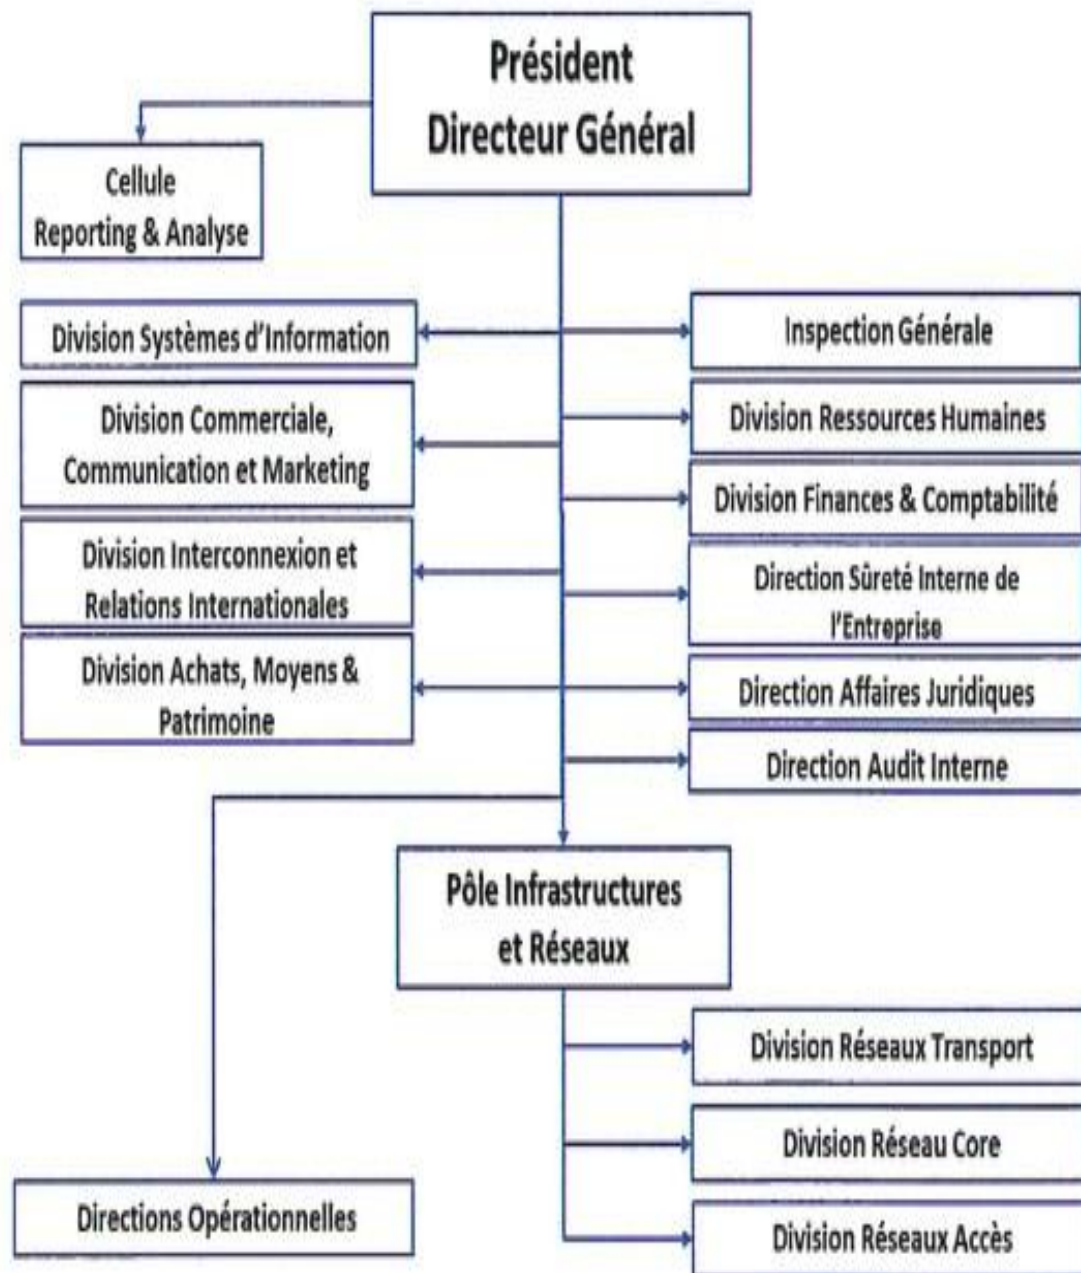 Président
Directeur Général
Cellule
Reporting & Analyse
Division Systèmes d'Information
Inspection Générale
Division Commerciale,
Communication et Marketing
Division Ressources Humaines
Division Finances & Comptabilité
Division Interconnexion et
Relations Internationales
Direction Sûreté Interne de
l'Entreprise
Division Achats, Moyens &
Patrimoine
Direction Affaires Juridiques
Direction Audit Interne
Pôle Infrastructures
et Réseaux
Division Réseaux Transport
Division Réseau Core
Directions Opérationnelles
Division Réseaux Accès